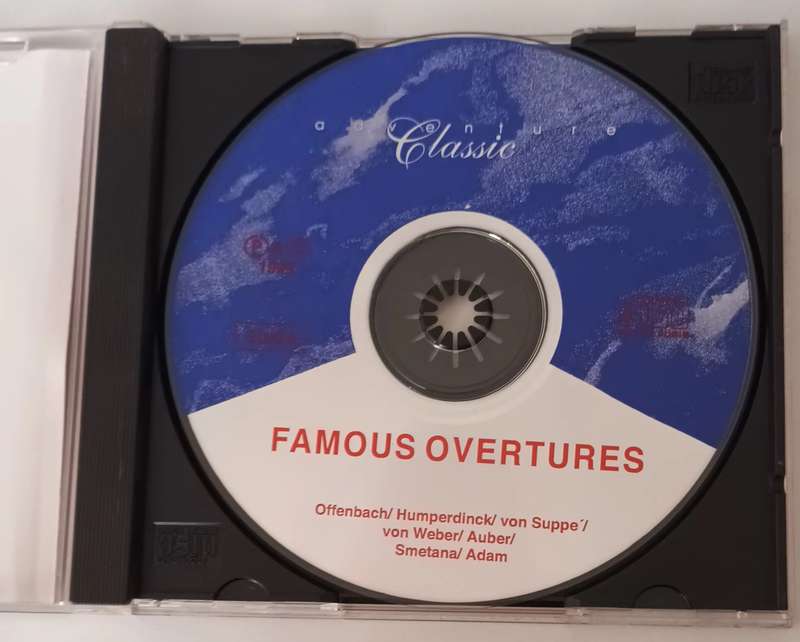 adventure
Classic
FAMOUS OVERTURES
Offenbach/ Humperdinck/ von Suppe´/
von Weber/ Auber/
Smetana/ Adam